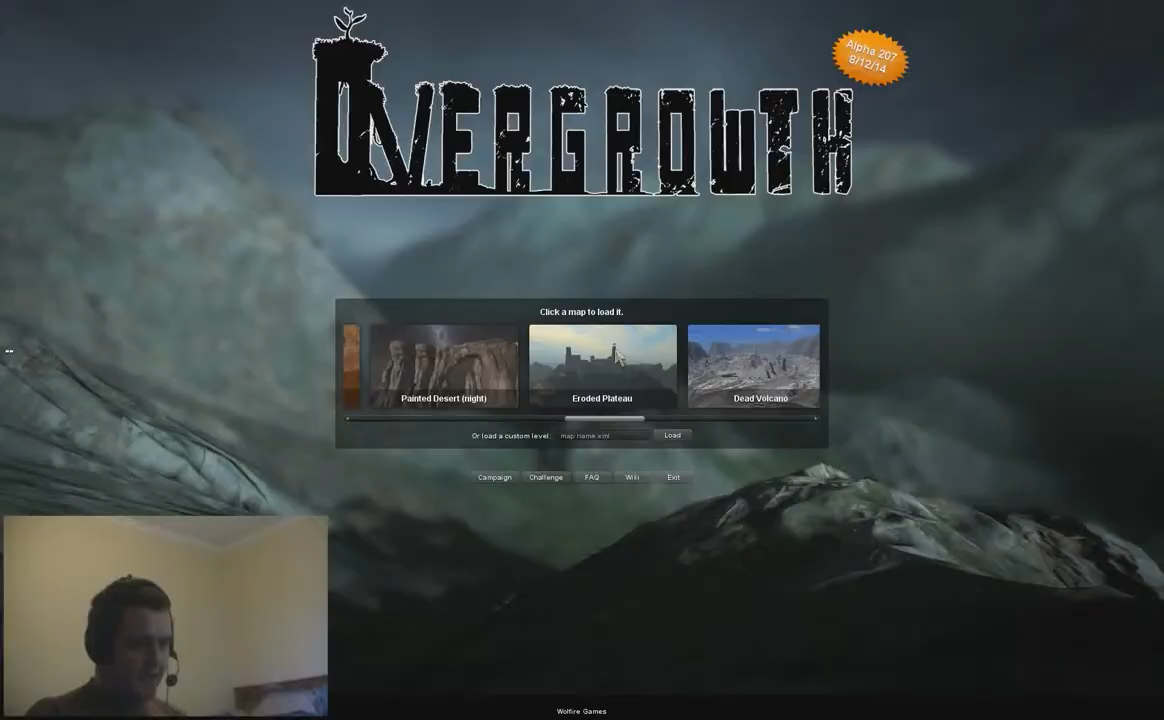 OVERGROWTH
Alpha 207
8/12/14
Click a map to load it.
Painted Desert (night)
Eroded Plateau
Dead Volcano
Or load a custom level:
map name.xml
Load
Campaign
Challenge
FAQ
Wiki
Exit
Wolfire Games